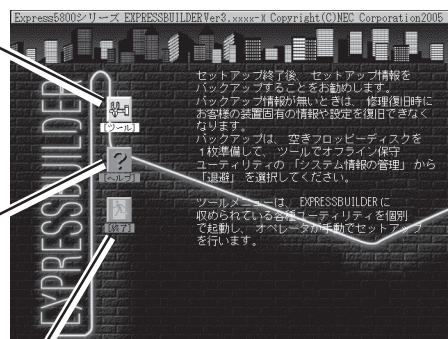 Express5800シリーズ EXPRESSBUILDER Ver3.xxxx-X Copyright(C)NEC Corporation2005
EXPRESSBUILDER
[ツール]
[ヘルプ]
[終了]
セットアップ終了後、セットアップ情報を
バックアップすることをお勧めします。
バックアップ情報が無いときは、修理復旧時に
お客様の装置固有の情報や設定を復旧できなく
なります。
バックアップは、空きフロッピーディスクを
1枚準備して、ツールでオフライン保守
ユーティリティの「システム情報の管理」から
「退避」を選択してください。
ツールメニューは、EXPRESSBUILDERに
収められている各種ユーティリティを個別
で起動し、オペレータが手動でセットアップ
を行います。